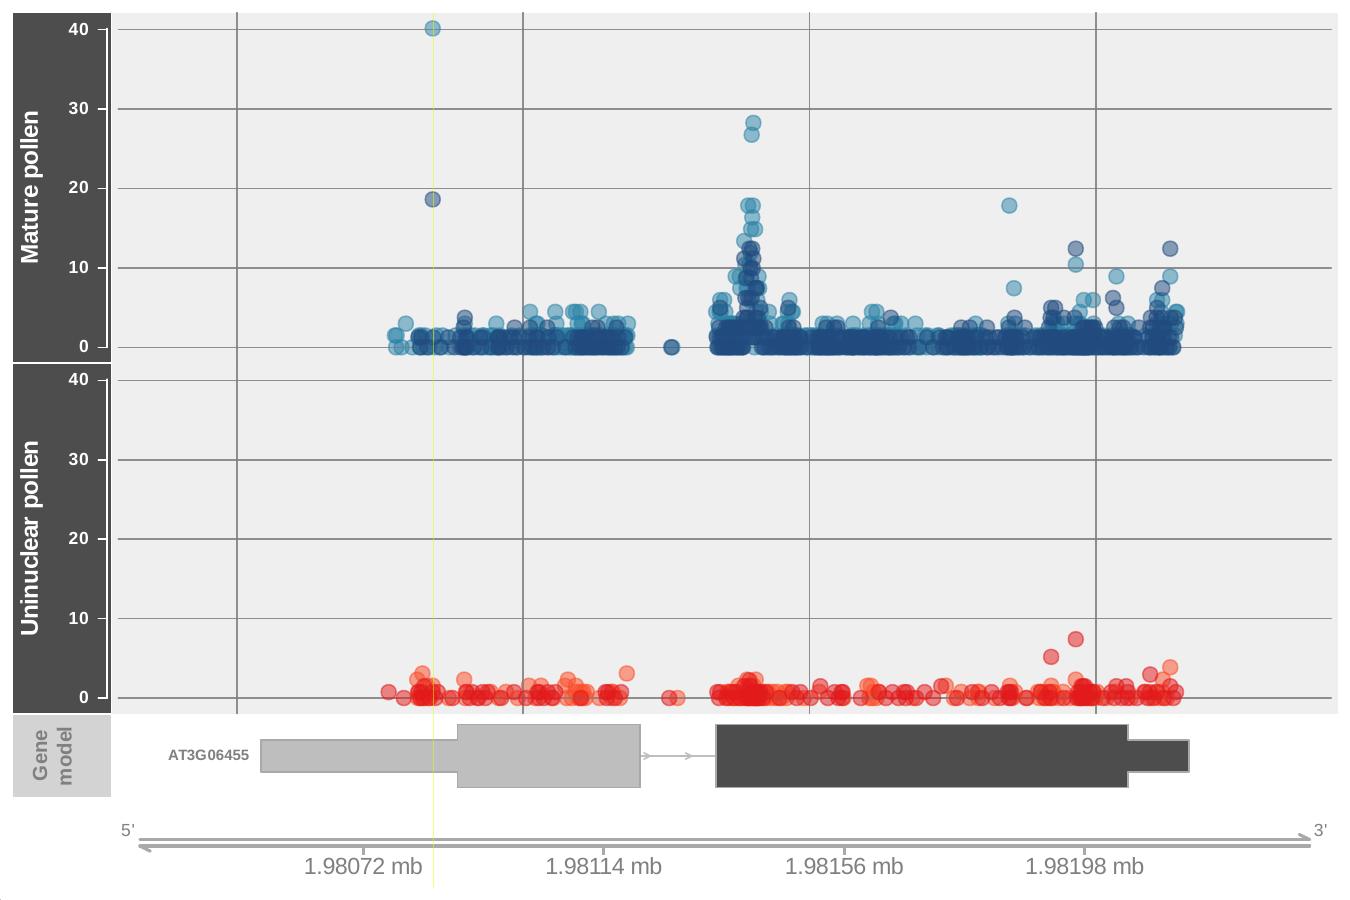 Mature pollen
40
30
20
10
0
Uninuclear pollen
40
30
20
10
0
Gene
model
AT3G06455
5'
3'
1.98072 mb
1.98114 mb
1.98156 mb
1.98198 mb